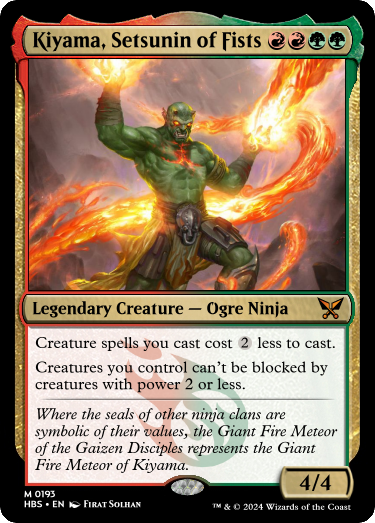 Kiyama, Setsunin of Fists
Legendary Creature — Ogre Ninja
Creature spells you cast cost 2 less to cast.
Creatures you control can't be blocked by
creatures with power 2 or less.
Where the seals of other ninja clans are
symbolic of their values, the Giant Fire Meteor
of the Gaizen Disciples represents the Giant
Fire Meteor of Kiyama.
4/4
M 0193
HBS • EN FIRAT SOLHAN
™ & © 2024 Wizards of the Coast